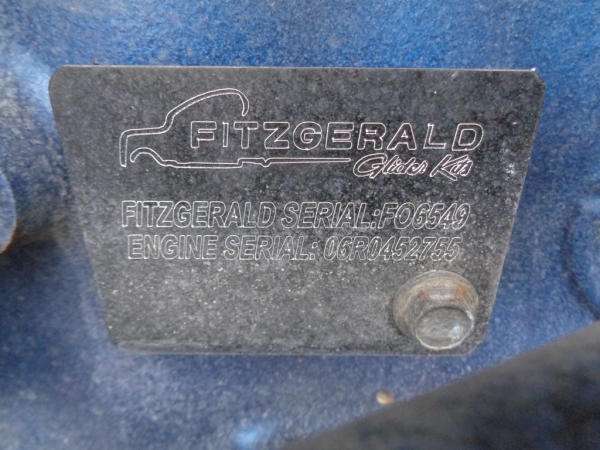 FITZGERALD
Glider Kits
FITZGERALD SERIAL:FO6549
ENGINE SERIAL: 06R0452755